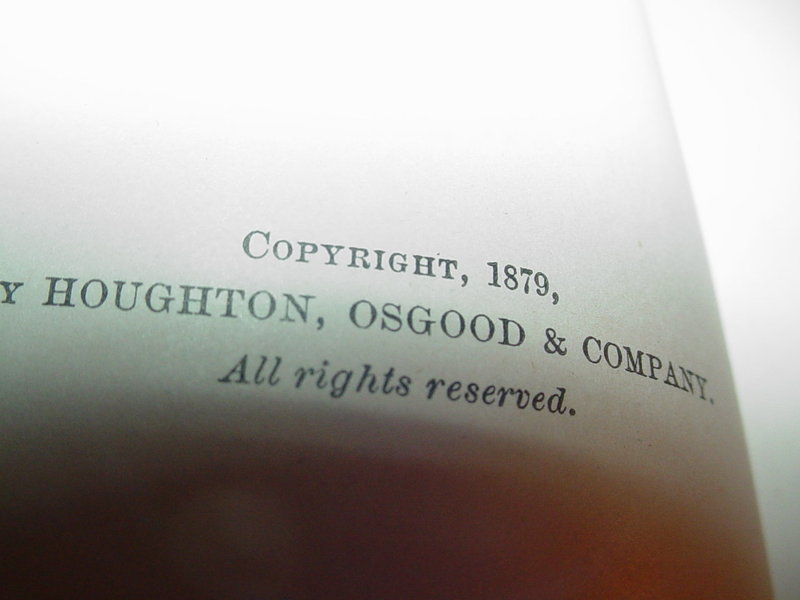 COPYRIGHT, 1879,
Y HOUGHTON, OSGOOD & COMPANY.
All rights reserved.